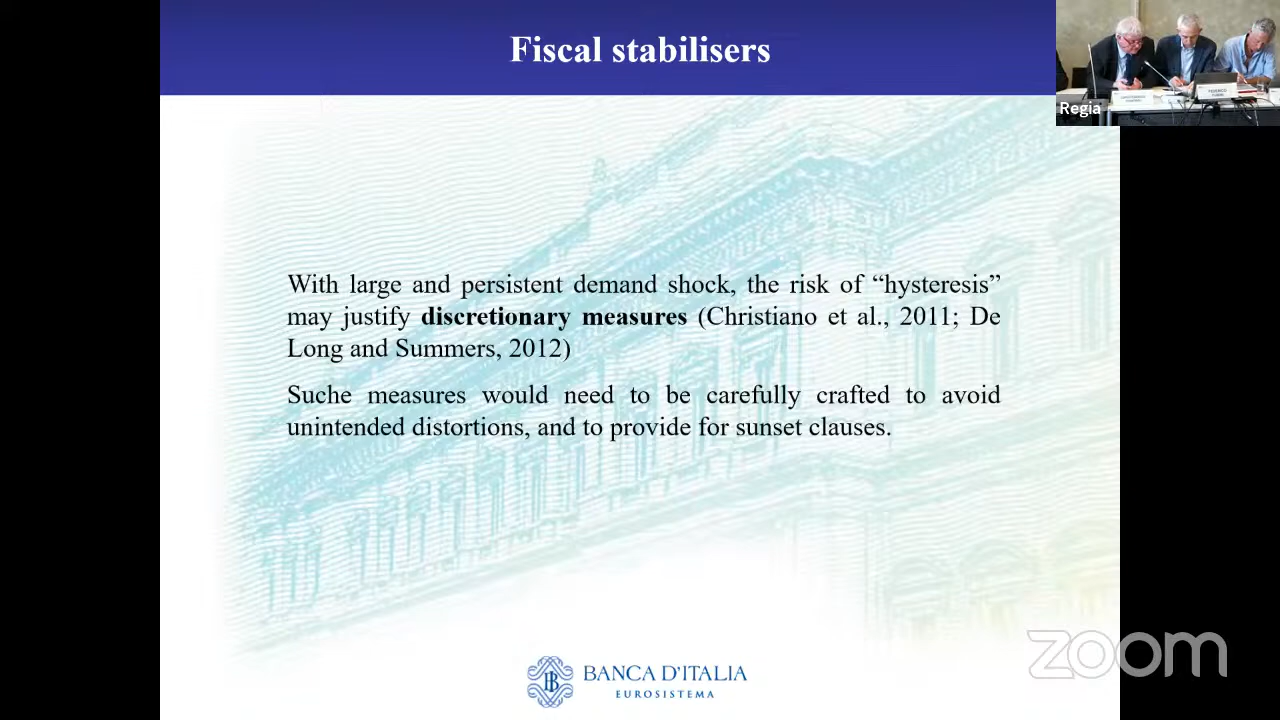 Fiscal stabilisers
Regia
With large and persistent demand shock, the risk of “hysteresis”
may justify discretionary measures (Christiano et al., 2011; De
Long and Summers, 2012)
Suche measures would need to be carefully crafted to avoid
unintended distortions, and to provide for sunset clauses.
BANCA D'ITALIA
EUROSISTEMA
zoom